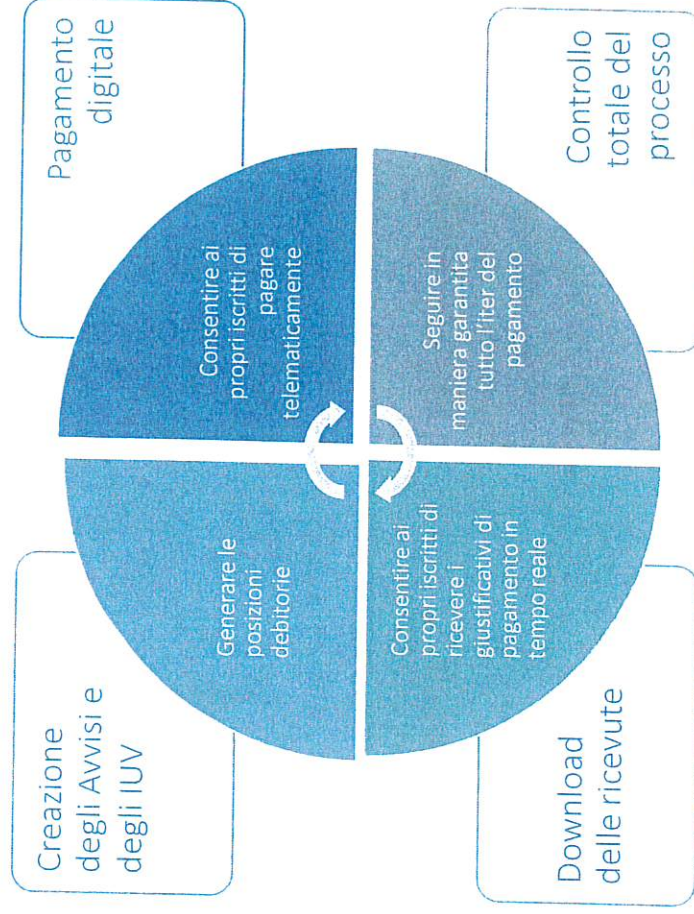 Creazione
degli Avvisi e
degli IUV
Generare le
posizioni
debitorie
Pagamento
digitale
Consentire ai
propri iscritti di
pagare
telematicamente
Download
delle ricevute
Consentire ai
propri iscritti di
ricevere i
giustificativi di
pagamento in
tempo reale
Controllo
totale del
processo
Seguire in
maniera garantita
tutto l'iter del
pagamento